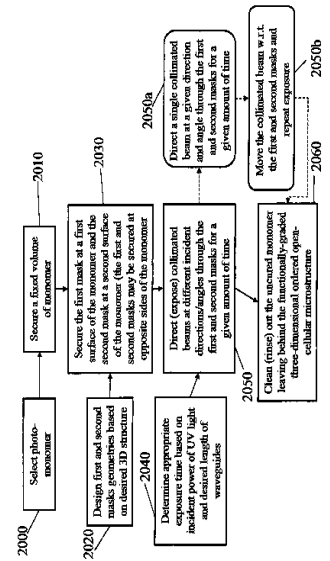 Select photo-
monomer
2000
Secure a fixed volume
of monomer
2010
Design first and second
masks geometries based
on desired 3D structure
2020
Secure the first mask at a first
surface of the monomer and the
second mask at a second surface
of the monomer (the first and
second masks may be secured at
opposite sides of the monomer
2030
Determine appropriate
exposure time based on
incident power of UV light
and desired length of
waveguides
2040
Direct (expose) collimated
beams at different incident
directions/angles through the
first and second masks for a
given amount of time
2050
Direct a single collimated
beam at a given direction
and angle through the first
and second masks for a
given amount of time
2050a
Move the collimated beam w.r.t.
the first and second masks and
repeat exposure
2050b
Clean (rinse) out the uncured monomer
leaving behind the functionally-graded
three-dimensional ordered open-
cellular microstructure
2060